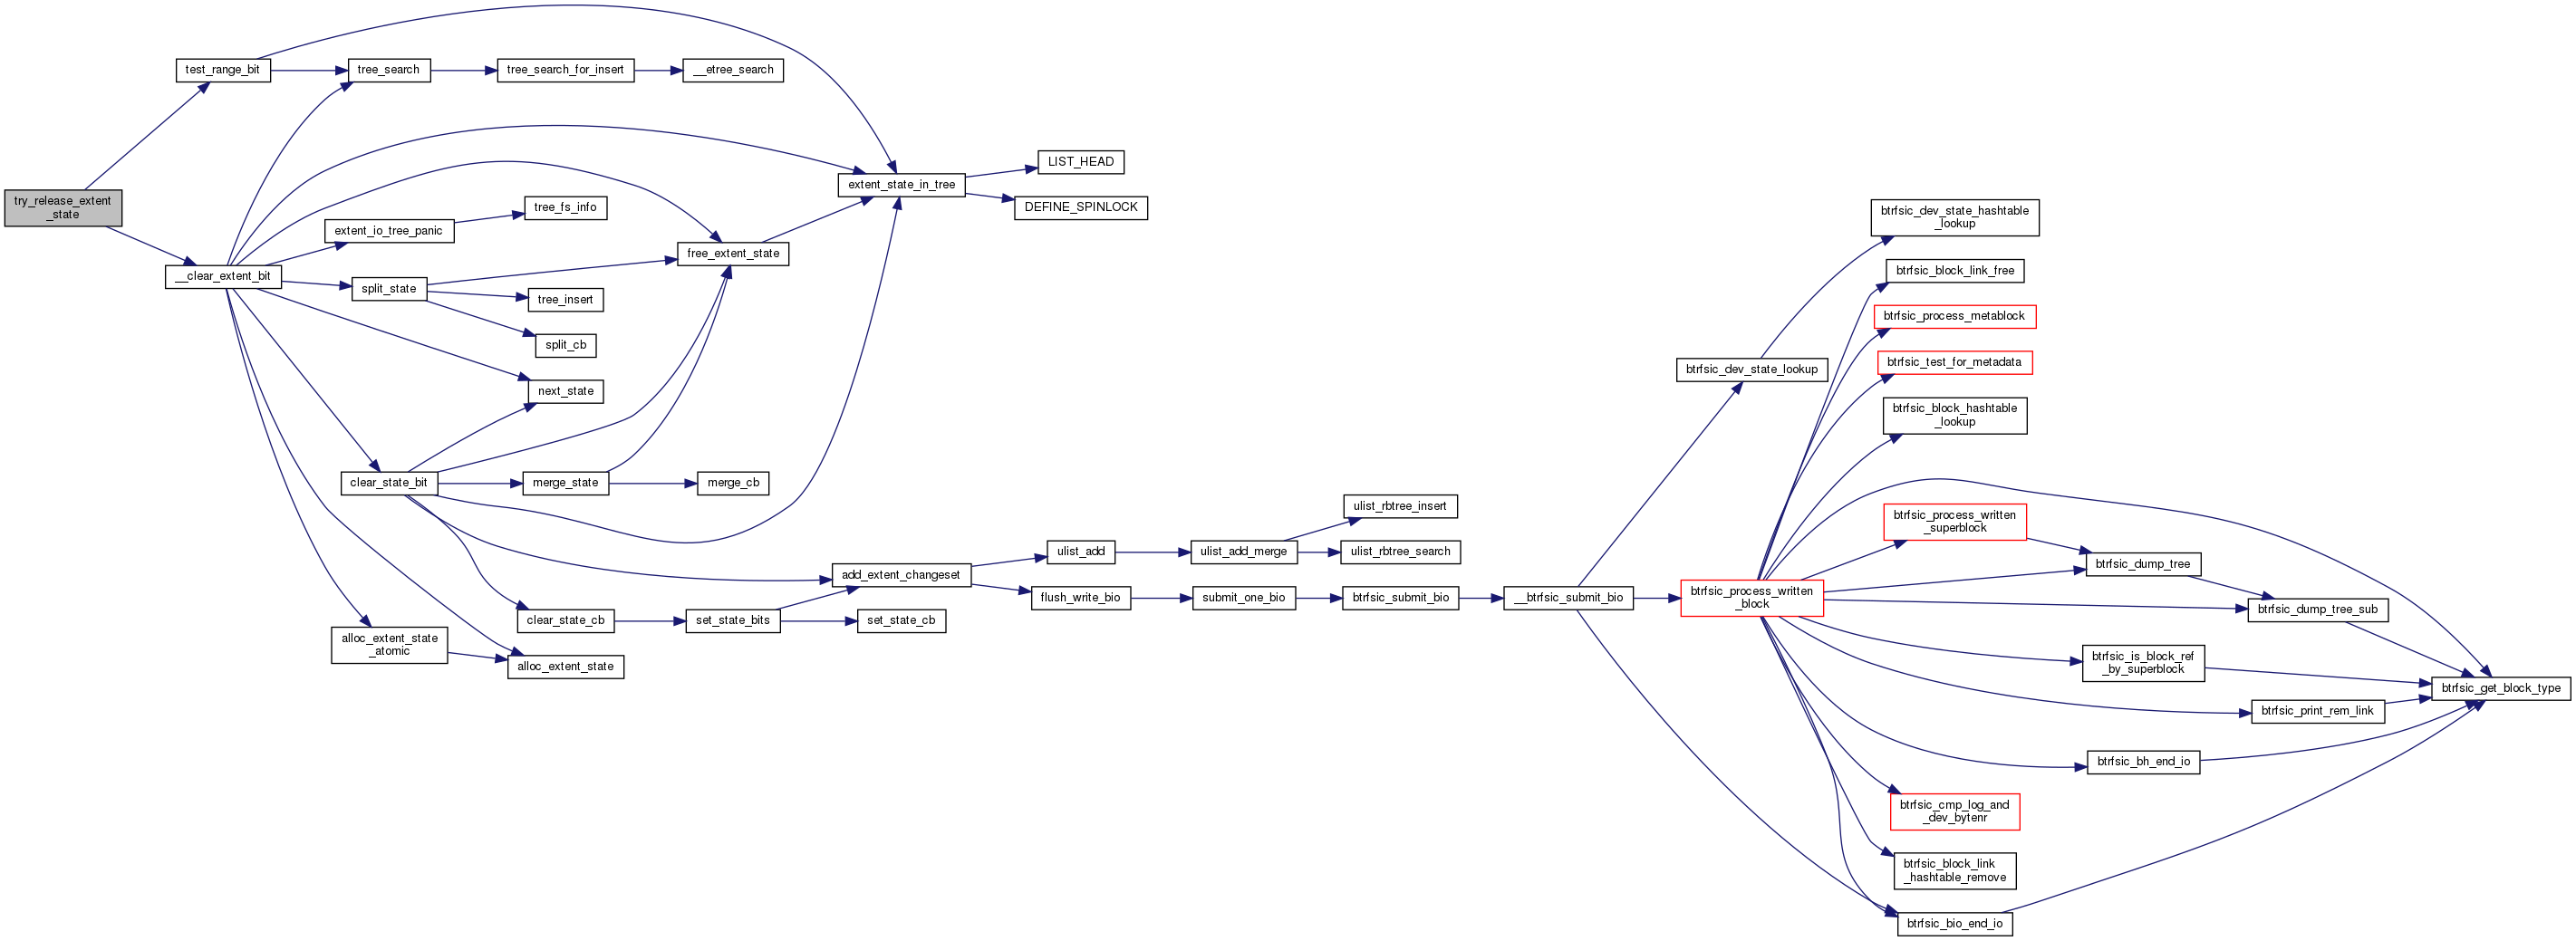 try_release_extent
_state
test_range_bit
__clear_extent_bit
tree_search
extent_io_tree_panic
split_state
clear_state_bit
alloc_extent_state
_atomic
tree_search_for_insert
tree_fs_info
tree_insert
split_cb
next_state
merge_state
clear_state_cb
alloc_extent_state
__etree_search
free_extent_state
merge_cb
set_state_bits
extent_state_in_tree
add_extent_changeset
set_state_cb
LIST_HEAD
DEFINE_SPINLOCK
ulist_add
flush_write_bio
ulist_add_merge
submit_one_bio
ulist_rbtree_insert
ulist_rbtree_search
btrfsic_submit_bio
__btrfsic_submit_bio
btrfsic_dev_state_lookup
btrfsic_process_written
_block
btrfsic_dev_state_hashtable
_lookup
btrfsic_block_link_free
btrfsic_process_metablock
btrfsic_test_for_metadata
btrfsic_block_hashtable
_lookup
btrfsic_process_written
_superblock
btrfsic_dump_tree
btrfsic_dump_tree_sub
btrfsic_is_block_ref
_by_superblock
btrfsic_get_block_type
btrfsic_print_rem_link
btrfsic_bh_end_io
btrfsic_cmp_log_and
_dev_bytenr
btrfsic_block_link
_hashtable_remove
btrfsic_bio_end_io